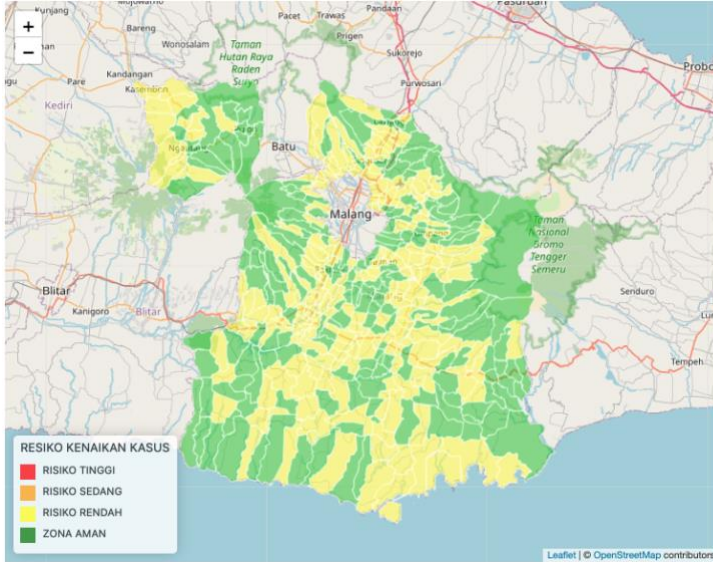 Kunjang
Mojowarno
Pacet
Trawas
Pandaan
Pasuruan
+
Bareng
Prigen
Wonosalam
Taman
Hutan Raya
Raden
Sukorejo
−
Kandangan
Pare
Purwosari
Probo
Kediri
Batu
Malang
Taman
Nasional
Bromo
Tengger
Semeru
Blitar
Kanigoro
Blitar
Senduro
Tempeh
RESIKO KENAIKAN KASUS
RISIKO TINGGI
RISIKO SEDANG
RISIKO RENDAH
ZONA AMAN
Leaflet | © OpenStreetMap contributors